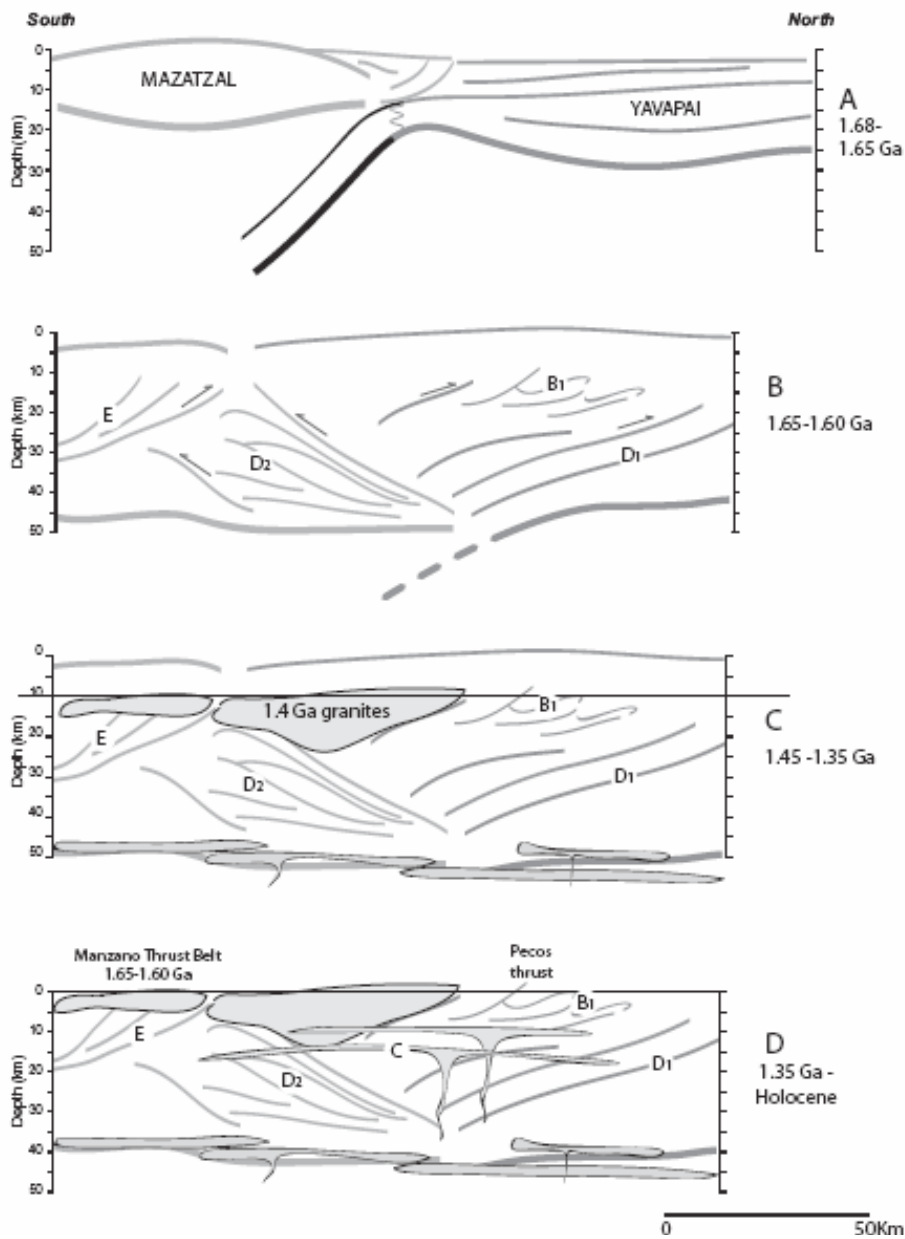 South North
0
10
20
30
40
50
Depth (km)
MAZATZAL
YAVAPAI
A
1.68-
1.65 Ga
0
10
20
30
40
50
Depth (km)
E
D2
B1
D1
B
1.65-1.60 Ga
0
10
20
30
40
50
Depth (km)
1.4 Ga granites
E
D2
B1
D1
C
1.45 -1.35 Ga
Manzano Thrust Belt
1.65-1.60 Ga
Pecos
thrust
0
10
20
30
40
50
Depth (km)
E
D2
C
B1
D1
D
1.35 Ga -
Holocene
0 50Km